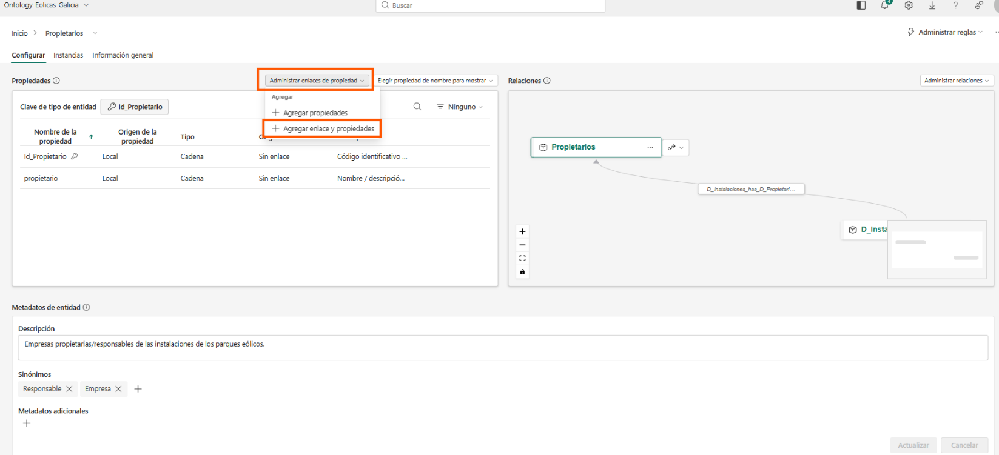 Ontology_Eolicas_Galicia
Buscar
4
Inicio > Propietarios
Administrar reglas
Configurar Instancias Información general
Propiedades
Administrar enlaces de propiedad
Elegir propiedad de nombre para mostrar
Relaciones
Administrar relaciones
Agregar
Agregar propiedades
Agregar enlace y propiedades
Clave de tipo de entidad
Id_Propietario
Ninguno
Nombre de la propiedad
Origen de la propiedad
Tipo
Origen de datos
Descripción
Id_Propietario Local Cadena Sin enlace Código identificativo ...
propietario Local Cadena Sin enlace Nombre / descripció...
Propietarios
D_Instalaciones_has_D_Propietari...
D_Insta
Metadatos de entidad
Descripción
Empresas propietarias/responsables de las instalaciones de los parques eólicos.
Sinónimos
Responsable
Empresa
Metadatos adicionales
Actualizar
Cancelar